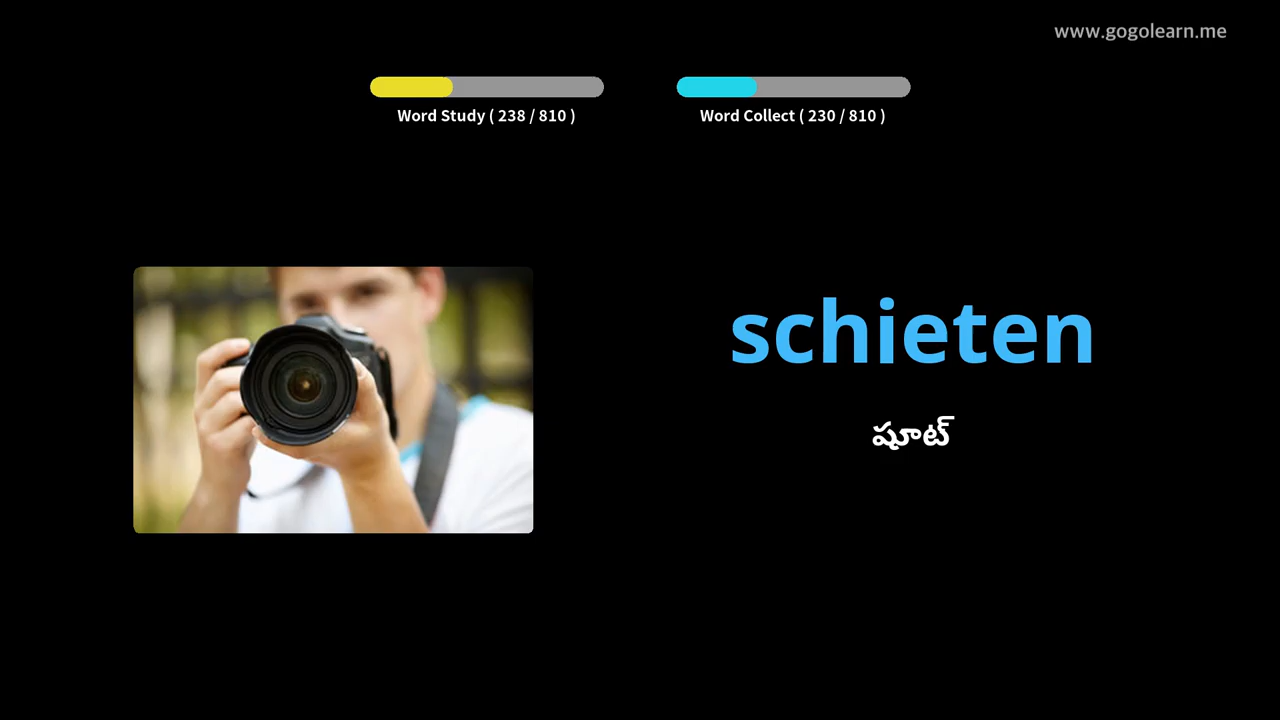 www.gogolearn.me
Word Study ( 238 / 810 )
Word Collect ( 230 / 810 )
schieten
షూట్